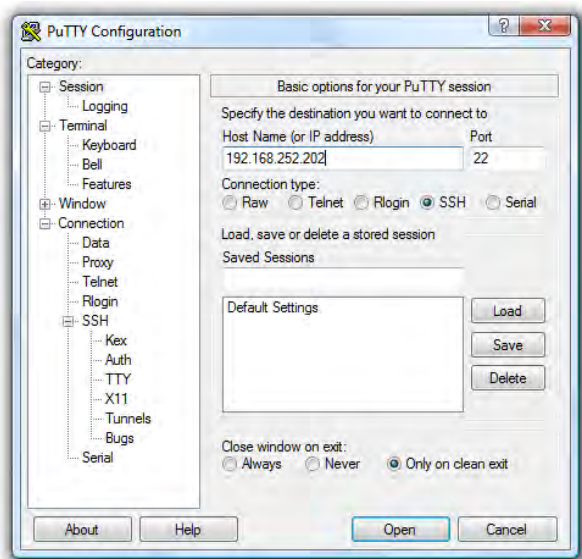 PuTTY Configuration
?
Category:
Session
Logging
Terminal
Keyboard
Bell
Features
Window
Connection
Data
Proxy
Telnet
Rlogin
SSH
Kex
Auth
TTY
X11
Tunnels
Bugs
Serial
Basic options for your PuTTY session
Specify the destination you want to connect to
Host Name (or IP address) Port
192.168.252.202 22
Connection type:
Raw Telnet Rlogin SSH Serial
Load, save or delete a stored session
Saved Sessions
Default Settings
Load
Save
Delete
Close window on exit:
Always Never Only on clean exit
About Help Open Cancel